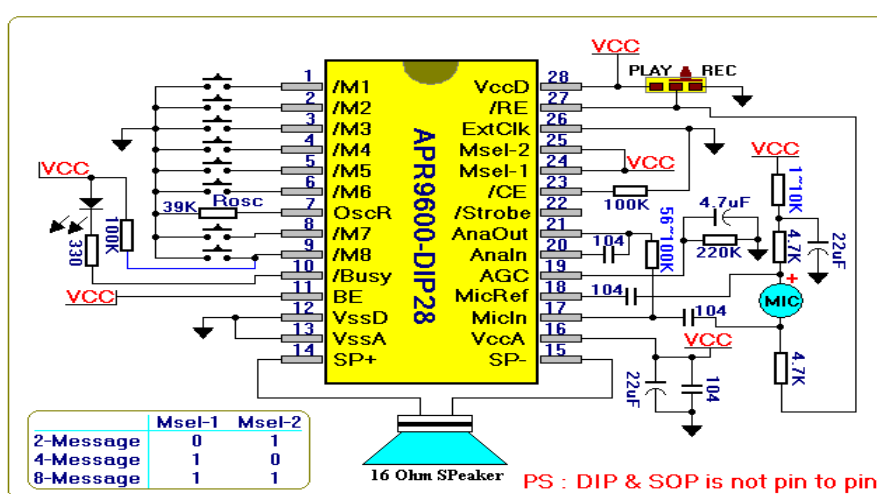 VCC
PLAY REC
1 /M1 VccD 28
2 /M2 /RE 27
3 /M3 ExtClk 26
4 /M4 Msel-2 25
5 /M5 Msel-1 24
VCC
6 /M6 /CE 23
7 OscR /Strobe 22
8 /M7 AnaOut 21
9 /M8 AnaIn 20
10 /Busy AGC 19
11 BE MicRef 18
12 VssD MicIn 17
13 VssA VccA 16
14 SP+ SP- 15
APR9600-DIP28
VCC
39K Rosc
330
100K
VCC
100K
104
56~100K
4.7uF
220K
VCC
1~1.0K
4.7K
22uF
+
MIC
104
104
VCC
22uF
104
4.7K
16 Ohm SPeaker
Msel-1 Msel-2
2-Message 0 1
4-Message 1 0
8-Message 1 1
PS : DIP & SOP is not pin to pin